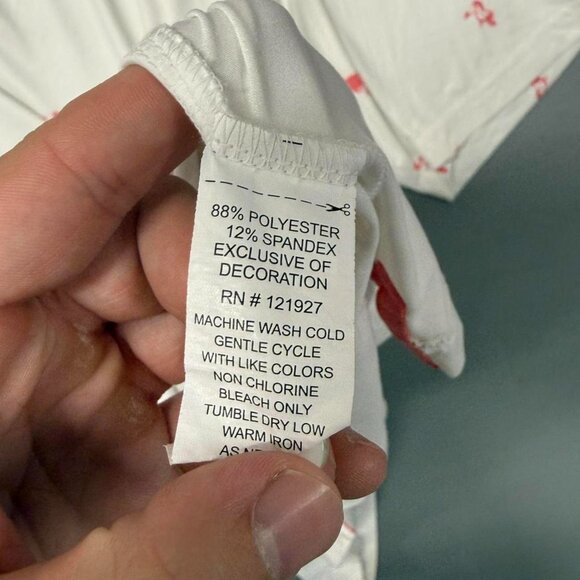 88% POLYESTER
12% SPANDEX
EXCLUSIVE OF
DECORATION
RN # 121927
MACHINE WASH COLD
GENTLE CYCLE
WITH LIKE COLORS
NON CHLORINE
BLEACH ONLY
TUMBLE DRY LOW
WARM IRON
AS